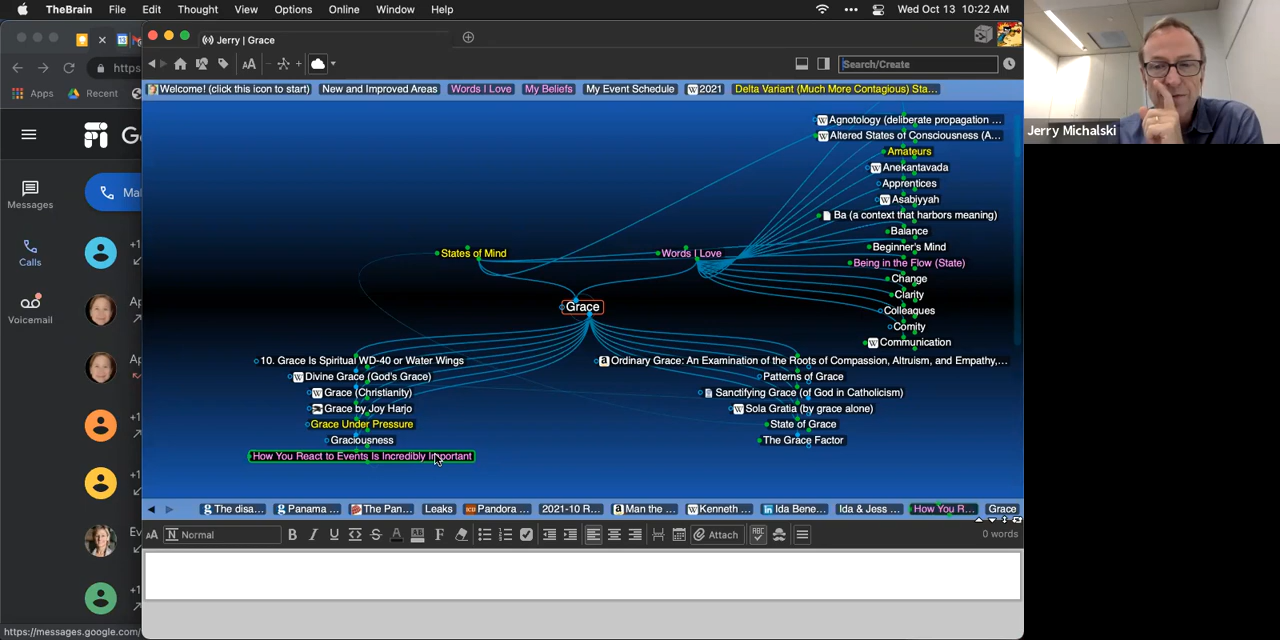 TheBrain File Edit Thought View Options Online Window Help Wed Oct 13 10:22 AM
Jerry | Grace
https
AA
Search/Create
Apps Recent
Welcome! (click this icon to start) New and Improved Areas Words I Love My Beliefs My Event Schedule 2021 Delta Variant (Much More Contagious) Sta...
Jerry Michalski
Agnotology (deliberate propagation ...
Altered States of Consciousness (A...
Amateurs
Anekantavada
Apprentices
Asabiyyah
Ba (a context that harbors meaning)
Balance
Beginner's Mind
Being in the Flow (State)
Change
Clarity
Colleagues
Comity
Communication
States of Mind
Words I Love
Grace
10. Grace Is Spiritual WD-40 or Water Wings
Divine Grace (God's Grace)
Grace (Christianity)
Grace by Joy Harjo
Grace Under Pressure
Graciousness
How You React to Events Is Incredibly Important
Ordinary Grace: An Examination of the Roots of Compassion, Altruism, and Empathy,...
Patterns of Grace
Sanctifying Grace (of God in Catholicism)
Sola Gratia (by grace alone)
State of Grace
The Grace Factor
Messages
Calls
Voicemail
The disa... Panama ... The Pan... Leaks Pandora ... 2021-10 R... Man the ... Kenneth ... Ida Bene... Ida & Jess ... How You R... Grace
AA Normal B I U S A F Attach ABC 0 words
https://messages.google.com/